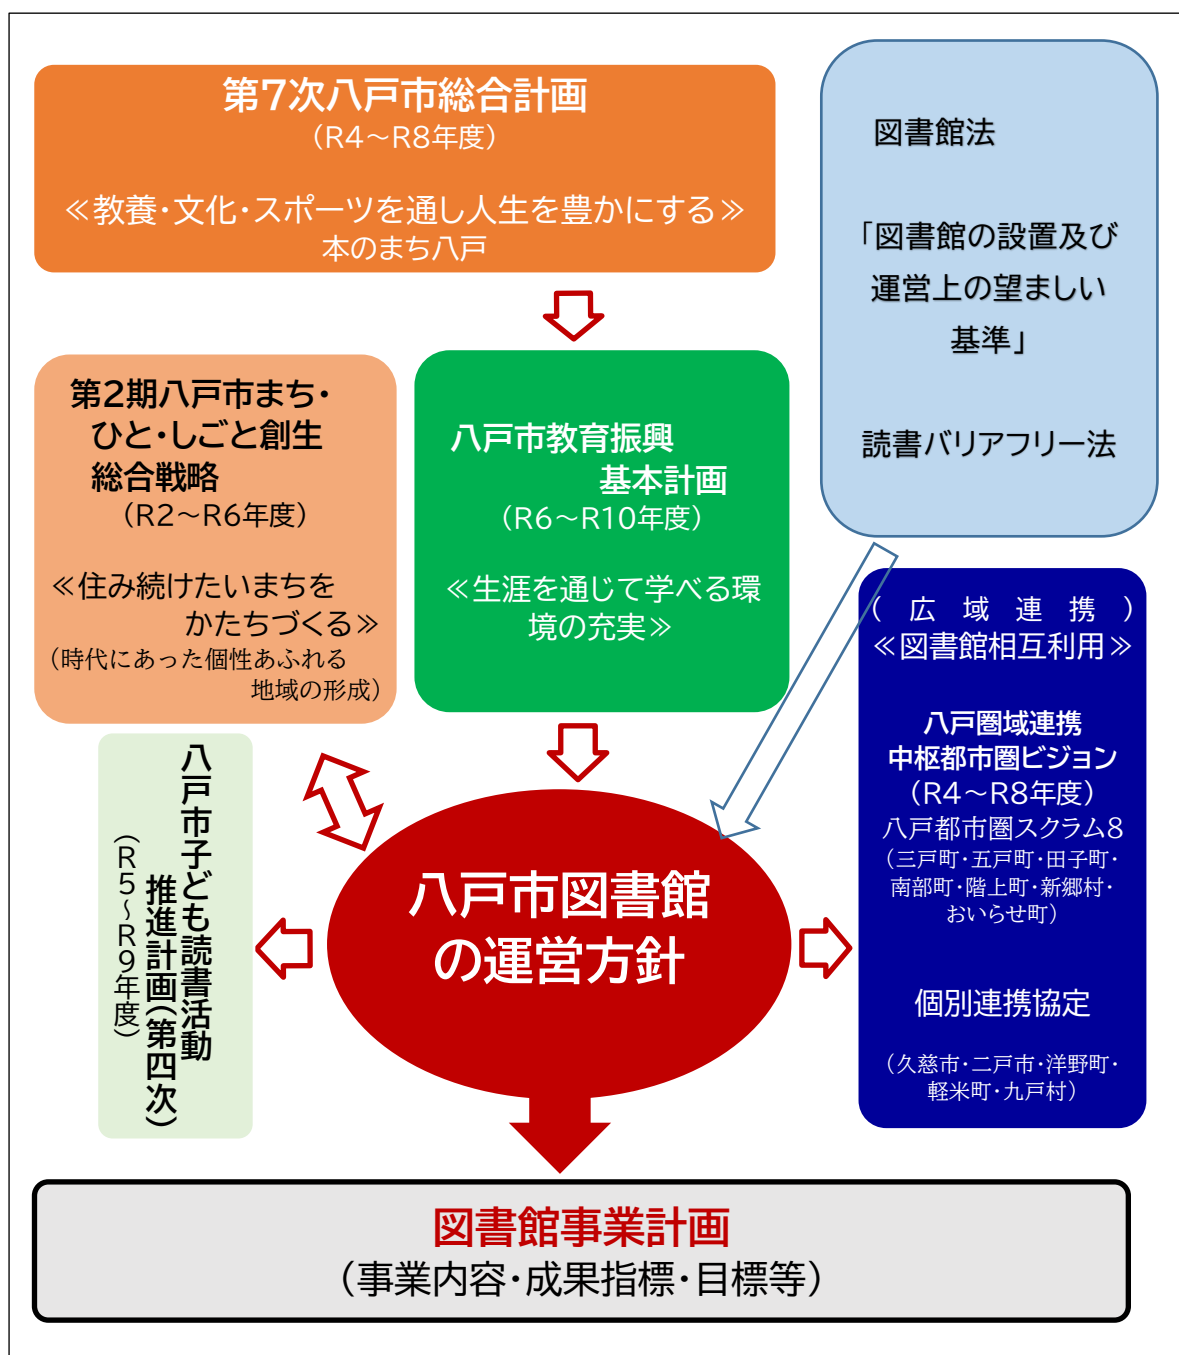 第7次八戸市総合計画
（R4～R8年度）
≪教養・文化・スポーツを通し人生を豊かにする≫
本のまち八戸
図書館法
「図書館の設置及び
運営上の望ましい
基準」
読書バリアフリー法
第2期八戸市まち・
ひと・しごと創生
総合戦略
（R2～R6年度）
≪住み続けたいまちを
かたちづくる≫
（時代にあった個性あふれる
地域の形成）
八戸市教育振興
基本計画
（R6～R10年度）
≪生涯を通じて学べる環
境の充実≫
（広域連携）
≪図書館相互利用≫
八戸圏域連携
中枢都市圏ビジョン
（R4～R8年度）
八戸都市圏スクラム8
（三戸町・五戸町・田子町・
南部町・階上町・新郷村・
おいらせ町）
個別連携協定
（久慈市・二戸市・洋野町・
軽米町・九戸村）
八戸市子ども読書活動
推進計画（第四次）
（R5～R9年度）
八戸市図書館
の運営方針
図書館事業計画
（事業内容・成果指標・目標等）